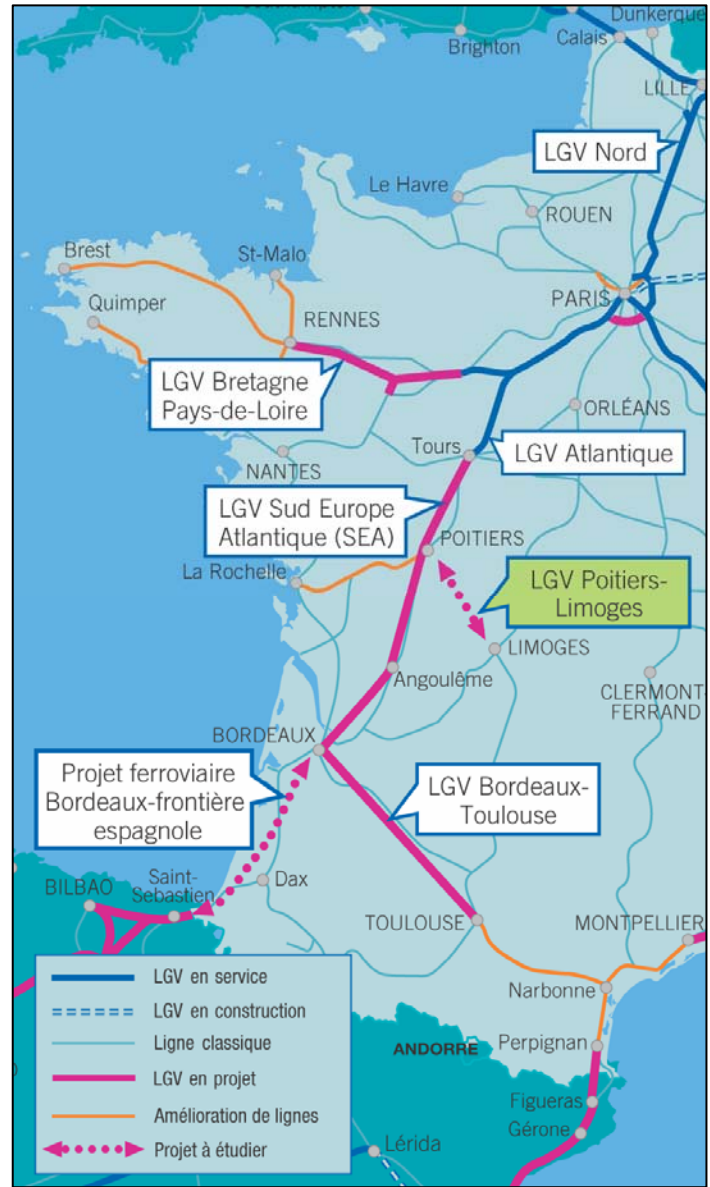 Dunkerque
Calais
Brighton
LILLE
LGV Nord
Le Havre
ROUEN
Brest
St-Malo
PARIS
Quimper
RENNES
LGV Bretagne
Pays-de-Loire
ORLÉANS
Tours
LGV Atlantique
NANTES
LGV Sud Europe
Atlantique (SEA)
POITIERS
La Rochelle
LGV Poitiers-
Limoges
LIMOGES
Angoulême
CLERMONT-
FERRAND
BORDEAUX
Projet ferroviaire
Bordeaux-frontière
espagnole
LGV Bordeaux-
Toulouse
Dax
Saint-
Sebastien
BILBAO
TOULOUSE
MONTPELLIER
Narbonne
LGV en service
LGV en construction
Ligne classique
LGV en projet
Amélioration de lignes
Projet à étudier
ANDORRE
Perpignan
Figueras
Gérone
Lérida